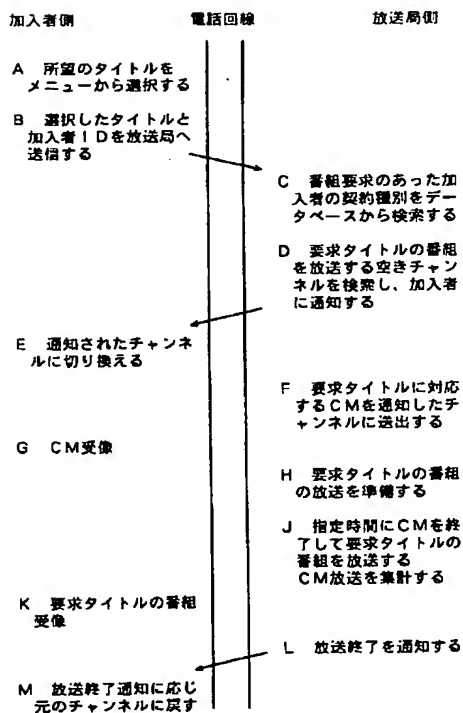 加入者側
電話回線
放送局側
A 所望のタイトルを
メニューから選択する
B 選択したタイトルと
加入者IDを放送局へ
送信する
C 番組要求のあった加
入者の契約種別をデー
タベースから検索する
D 要求タイトルの番組
を放送する空きチャン
ネルを検索し、加入者
に通知する
E 通知されたチャンネ
ルに切り換える
F 要求タイトルに対応
するCMを通知したチ
ャンネルに送出する
G CM受像
H 要求タイトルの番組
の放送を準備する
J 指定時間にCMを終
了して要求タイトルの
番組を放送する
CM放送を集計する
K 要求タイトルの番組
受像
L 放送終了を通知する
M 放送終了通知に応じ
元のチャンネルに戻す